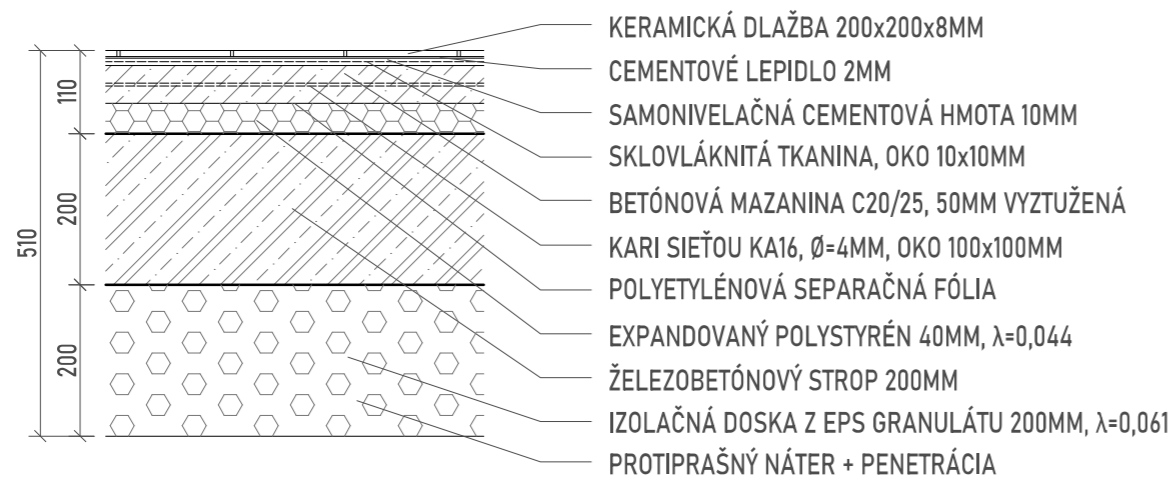 KERAMICKÁ DLAŽBA 200x200x8MM
CEMENTOVÉ LEPIDLO 2MM
SAMONIVELAČNÁ CEMENTOVÁ HMOTA 10MM
SKLOVLÁKNITÁ TKANINA, OKO 10x10MM
BETÓNOVÁ MAZANINA C20/25, 50MM VYZTUŽENÁ
KARI SIEŤOU KA16, Ø=4MM, OKO 100x100MM
POLYETYLÉNOVÁ SEPARAČNÁ FÓLIA
EXPANDOVANÝ POLYSTYRÉN 40MM, λ=0,044
ŽELEZOBETÓNOVÝ STROP 200MM
IZOLAČNÁ DOSKA Z EPS GRANULÁTU 200MM, λ=0,061
PROTIPRAŠNÝ NÁTER + PENETRÁCIA
510
110
200
200